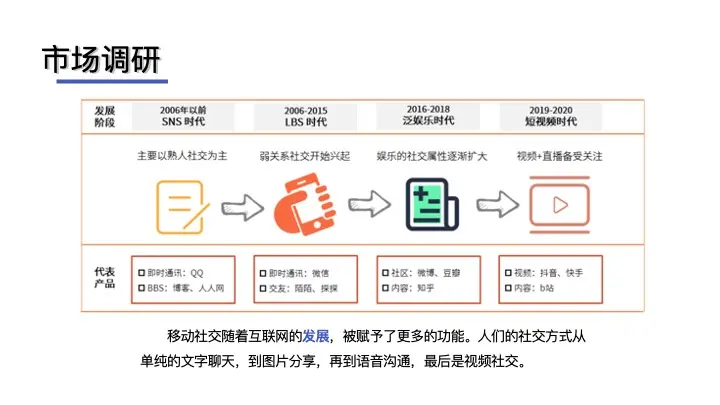 市场调研
发展
阶段
2006年以前
SNS 时代
2006-2015
LBS 时代
2016-2018
泛娱乐时代
2019-2020
短视频时代
主要以熟人社交为主
弱关系社交开始兴起
娱乐的社交属性逐渐扩大
视频+直播备受关注
代表
产品
即时通讯：QQ
BBS：博客、人人网
即时通讯：微信
交友：陌陌、探探
社区：微博、豆瓣
内容：知乎
视频：抖音、快手
内容：b站
移动社交随着互联网的发展，被赋予了更多的功能。人们的社交方式从
单纯的文字聊天，到图片分享，再到语音沟通，最后是视频社交。